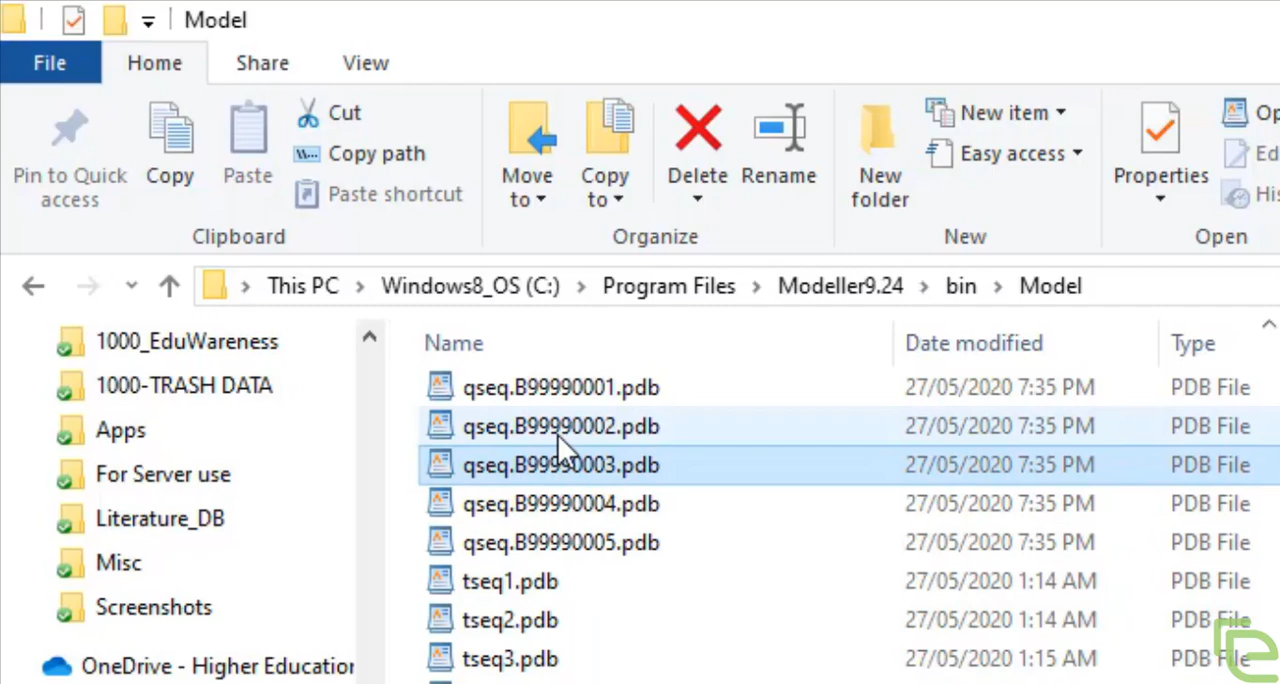 Model
File Home Share View
Pin to Quick access
Copy
Paste
Cut
Copy path
Paste shortcut
Move to
Copy to
Delete
Rename
New folder
New item
Easy access
Properties
Clipboard Organize New Open
This PC > Windows8_OS (C:) > Program Files > Modeller9.24 > bin > Model
Name Date modified Type
1000_EduWareness
1000-TRASH DATA
Apps
For Server use
Literature_DB
Misc
Screenshots
OneDrive - Higher Education
qseq.B99990001.pdb 27/05/2020 7:35 PM PDB File
qseq.B99990002.pdb 27/05/2020 7:35 PM PDB File
qseq.B99990003.pdb 27/05/2020 7:35 PM PDB File
qseq.B99990004.pdb 27/05/2020 7:35 PM PDB File
qseq.B99990005.pdb 27/05/2020 7:35 PM PDB File
tseq1.pdb 27/05/2020 1:14 AM PDB File
tseq2.pdb 27/05/2020 1:14 AM PDB File
tseq3.pdb 27/05/2020 1:15 AM PDB File